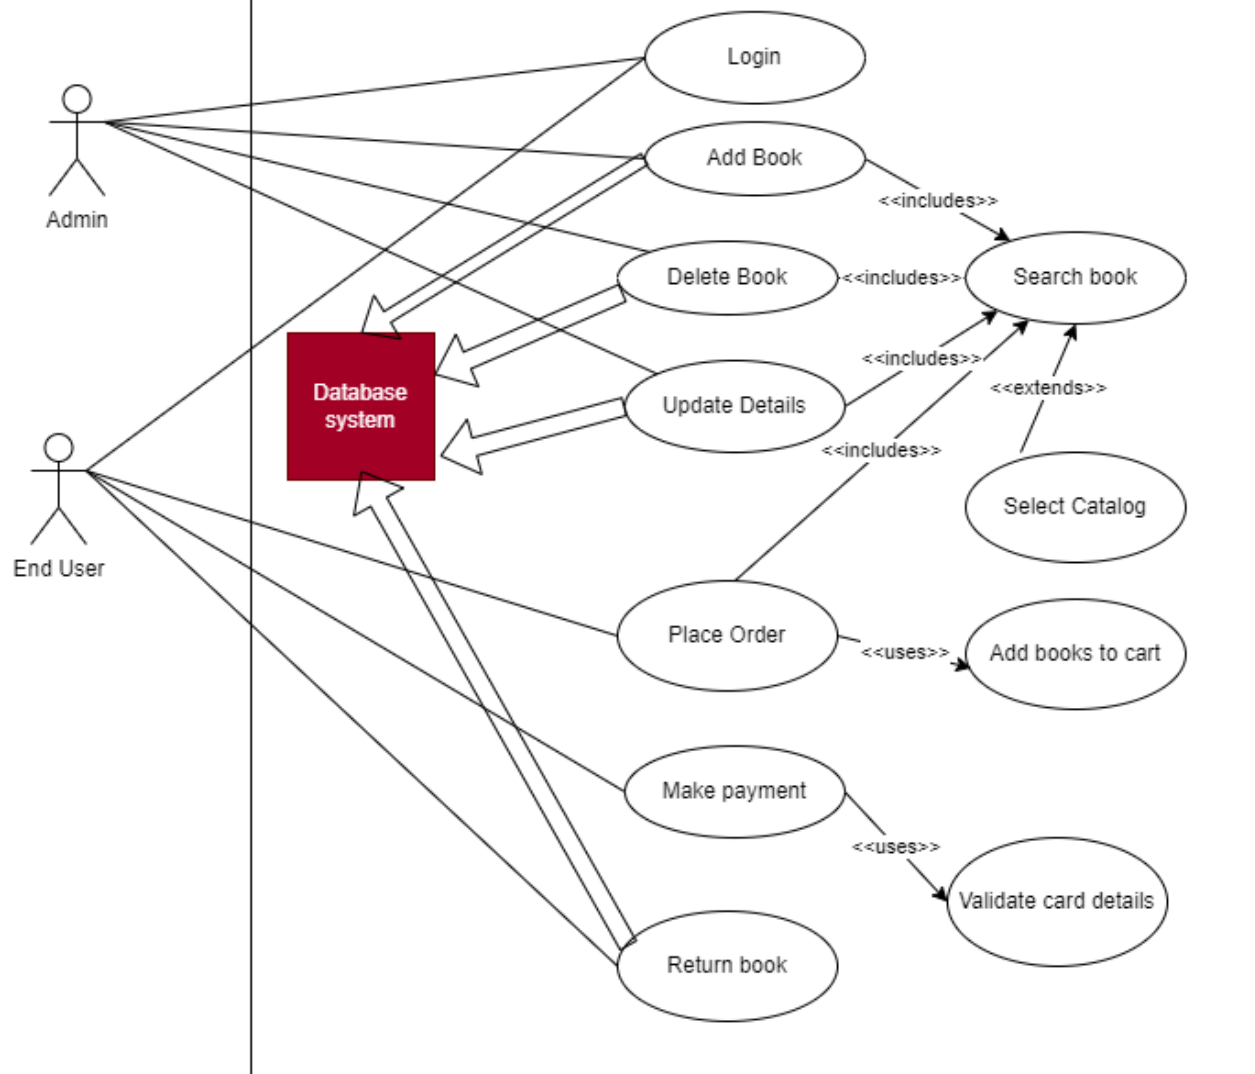 Login
Add Book
<<includes>>
Admin
Delete Book
<<includes>>
Search book
Database
system
<<includes>>
<<extends>>
Update Details
<<includes>>
Select Catalog
End User
Place Order
<<uses>>
Add books to cart
Make payment
<<uses>>
Validate card details
Return book